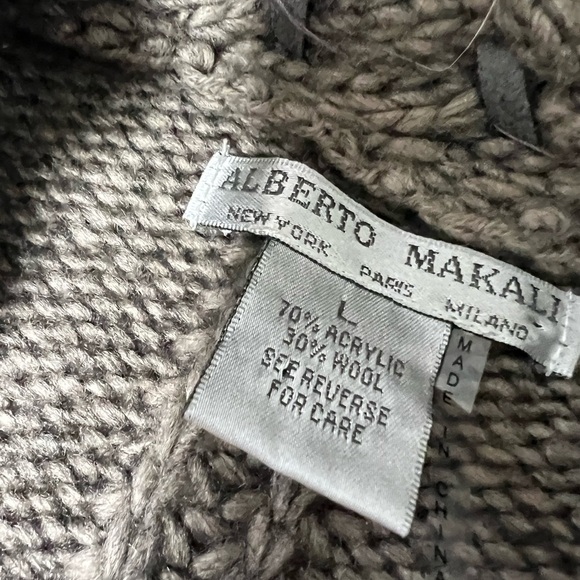 ALBERTO MAKALI
NEW YORK PARIS MILANO
L
70% ACRYLIC
30% WOOL
SEE REVERSE
FOR CARE
MADE IN CHINA